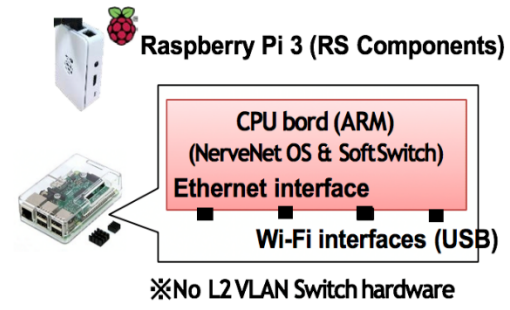 Raspberry Pi 3 (RS Components)
CPU bord (ARM)
(NerveNet OS & SoftSwitch)
Ethernet interface
Wi-Fi interfaces (USB)
※No L2 VLAN Switch hardware